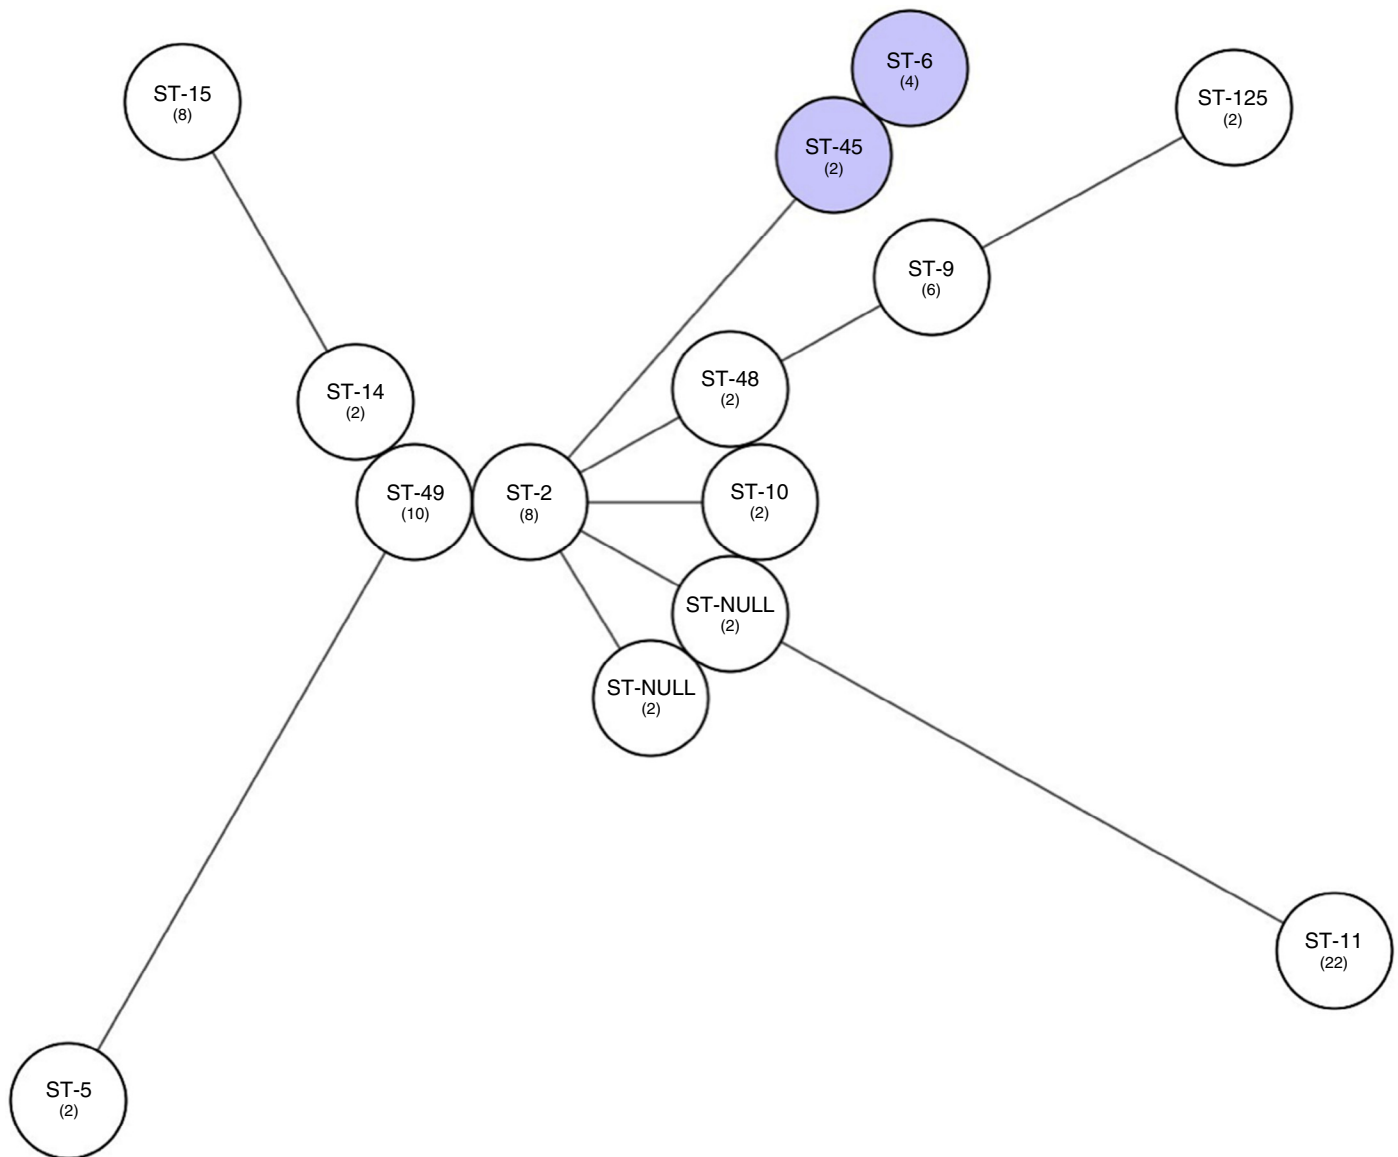 ST-6
(4)
ST-15
(8)
ST-125
(2)
ST-45
(2)
ST-9
(6)
ST-48
(2)
ST-14
(2)
ST-49
(10)
ST-2
(8)
ST-10
(2)
ST-NULL
(2)
ST-NULL
(2)
ST-11
(22)
ST-5
(2)